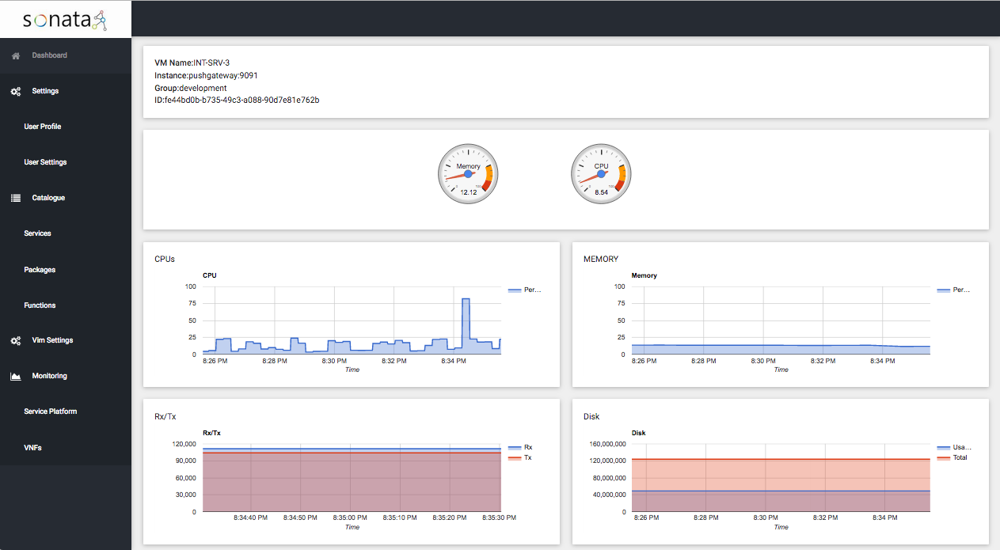 sonata
Dashboard
Settings
User Profile
User Settings
Catalogue
Services
Packages
Functions
Vim Settings
Monitoring
Service Platform
VNFs
VM Name:INT-SRV-3
Instance:pushgateway:9091
Group:development
ID:fe44bd0b-b735-49c3-a088-90d7e81e762b
Memory
0 100
12.12
CPU
0 100
8.54
CPUs
CPU
100
75
50
25
0
8:26 PM 8:28 PM 8:30 PM 8:32 PM 8:34 PM
Time
Per...
MEMORY
Memory
100
75
50
25
0
8:26 PM 8:28 PM 8:30 PM 8:32 PM 8:34 PM
Time
Per...
Rx/Tx
Rx/Tx
120,000
90,000
60,000
30,000
0
8:34:40 PM 8:34:50 PM 8:35:00 PM 8:35:10 PM 8:35:20 PM 8:35:30 PM
Time
Rx
Tx
Disk
Disk
160,000,000
120,000,000
80,000,000
40,000,000
0
8:26 PM 8:28 PM 8:30 PM 8:32 PM 8:34 PM
Time
Usa...
Total